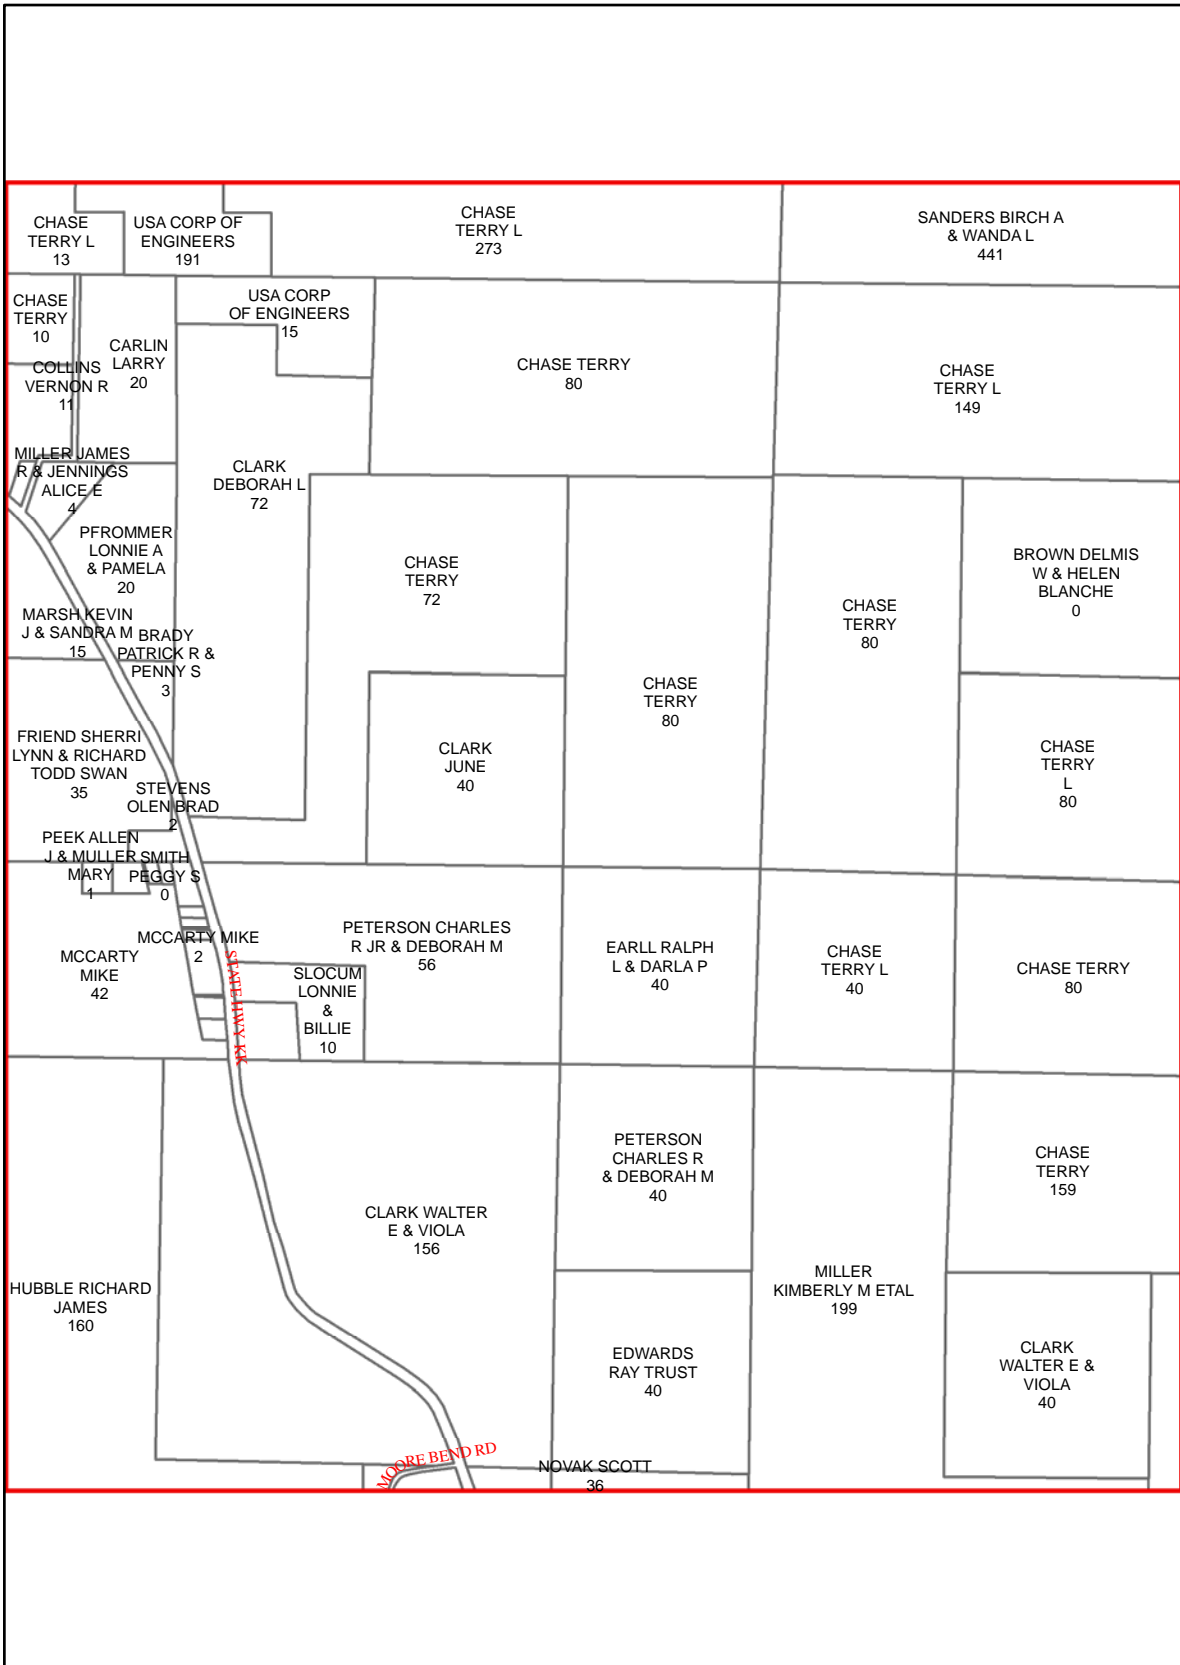 CHASE
TERRY L
13
USA CORP OF
ENGINEERS
191
CHASE
TERRY L
273
SANDERS BIRCH A
& WANDA L
441
CHASE
TERRY
10
CARLIN
LARRY
20
USA CORP
OF ENGINEERS
15
CHASE TERRY
80
CHASE
TERRY L
149
COLLINS
VERNON R
11
MILLER JAMES
R & JENNINGS
ALICE E
4
CLARK
DEBORAH L
72
PFROMMER
LONNIE A
& PAMELA
20
CHASE
TERRY
72
BROWN DELMIS
W & HELEN
BLANCHE
0
CHASE
TERRY
80
MARSH KEVIN
J & SANDRA M
15
BRADY
PATRICK R &
PENNY S
3
CHASE
TERRY
80
FRIEND SHERRI
LYNN & RICHARD
TODD SWAN
35
CLARK
JUNE
40
CHASE
TERRY
L
80
STEVENS
OLEN BRAD
2
PEEK ALLEN
J & MULLER
MARY
1
SMITH
PEGGY S
0
MCCARTY MIKE
2
MCCARTY
MIKE
42
PETERSON CHARLES
R JR & DEBORAH M
56
EARLL RALPH
L & DARLA P
40
CHASE
TERRY L
40
CHASE TERRY
80
STATE HWY KK
SLOCUM
LONNIE
&
BILLIE
10
PETERSON
CHARLES R
& DEBORAH M
40
CHASE
TERRY
159
CLARK WALTER
E & VIOLA
156
HUBBLE RICHARD
JAMES
160
MILLER
KIMBERLY M ETAL
199
EDWARDS
RAY TRUST
40
CLARK
WALTER E &
VIOLA
40
MOORE BEND RD
NOVAK SCOTT
36